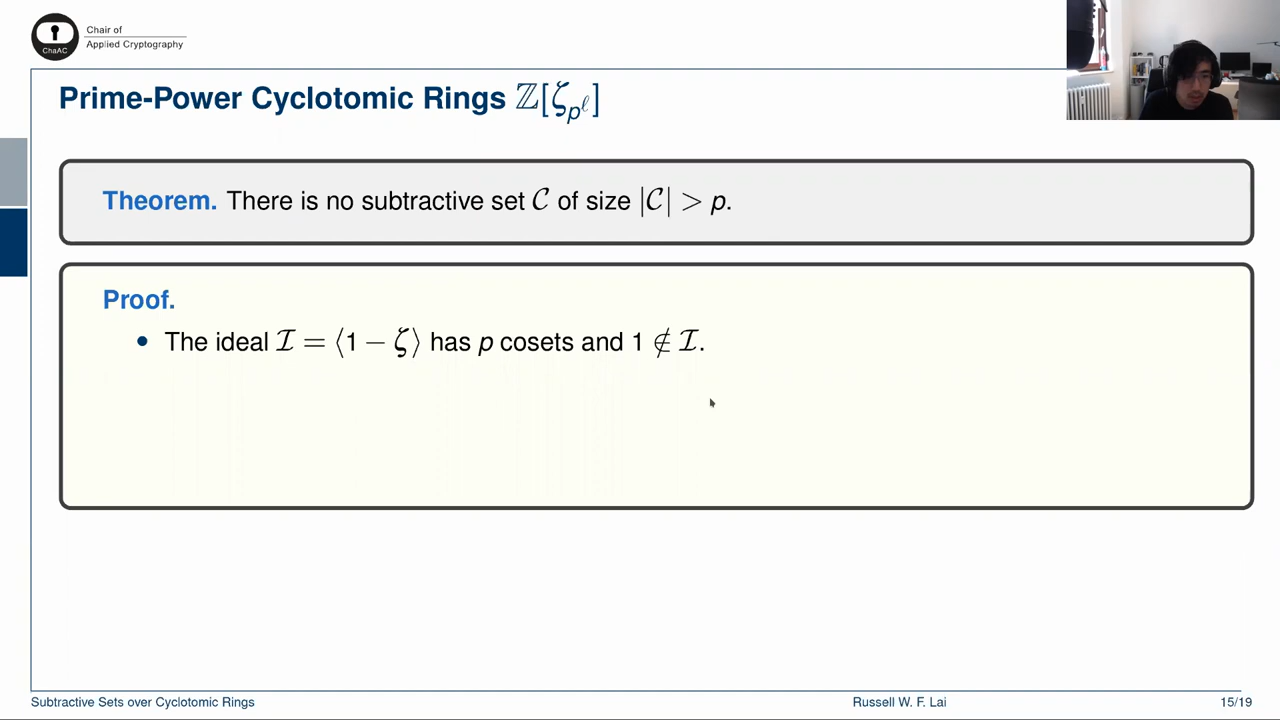 Chair of
Applied Cryptography
ChaAC
Prime-Power Cyclotomic Rings ℤ[ζ_{p^ℓ}]
Theorem. There is no subtractive set 𝒞 of size |𝒞| > p.
Proof.
• The ideal ℐ = ⟨1 − ζ⟩ has p cosets and 1 ∉ ℐ.
Subtractive Sets over Cyclotomic Rings
Russell W. F. Lai
15/19